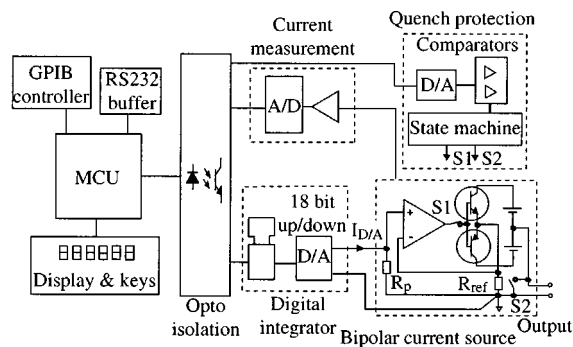 Current
measurement
Quench protection
Comparators
GPIB
controller
RS232
buffer
A/D
D/A
State machine
S1 S2
MCU
18 bit
up/down
I_D/A
S1
+
-
D/A
Display & keys
Opto
isolation
Digital
integrator
R_p
R_ref
S2
Output
Bipolar current source